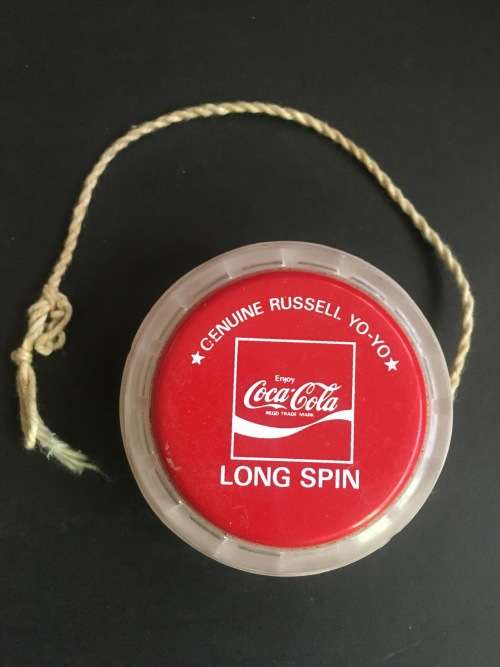 ★GENUINE RUSSELL YO-YO★
Enjoy
Coca-Cola
REGD TRADE MARK
LONG SPIN